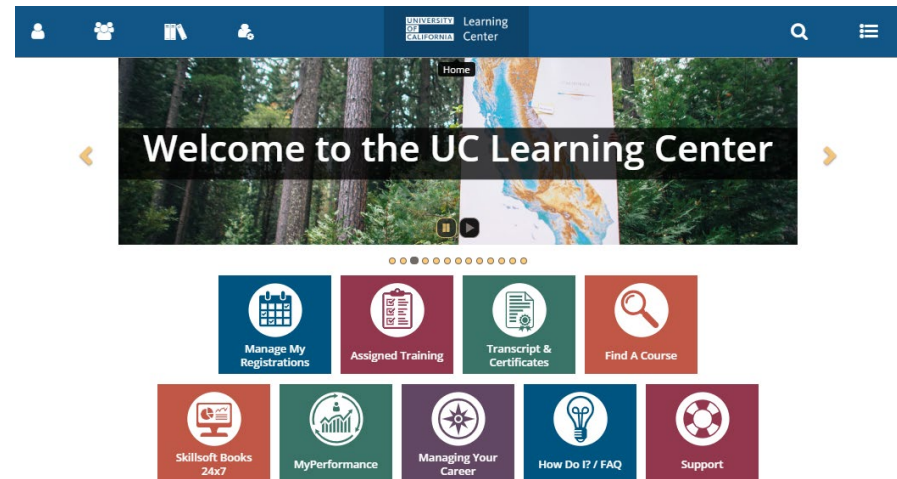 UNIVERSITY
OF
CALIFORNIA
Learning
Center
Home
Welcome to the UC Learning Center
Manage My
Registrations
Assigned Training
Transcript &
Certificates
Find A Course
Skillsoft Books
24x7
MyPerformance
Managing Your
Career
How Do I? / FAQ
Support